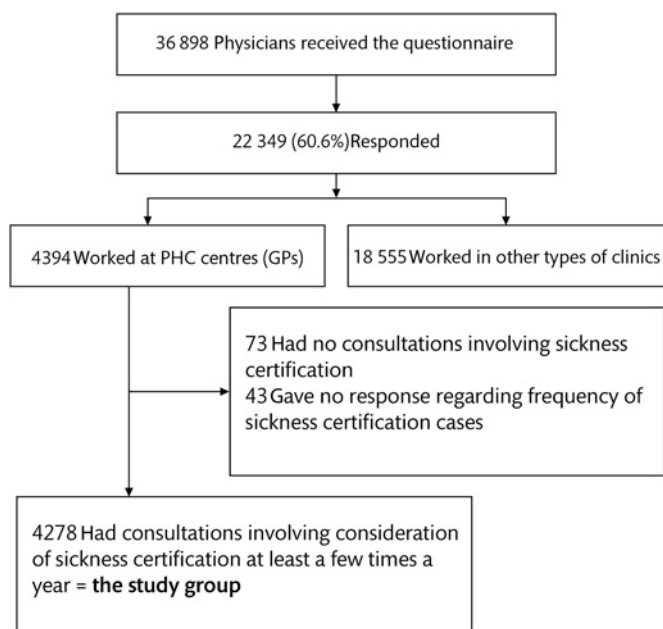 36 898 Physicians received the questionnaire
22 349 (60.6%)Responded
4394 Worked at PHC centres (GPs)
18 555 Worked in other types of clinics
73 Had no consultations involving sickness
certification
43 Gave no response regarding frequency of
sickness certification cases
4278 Had consultations involving consideration
of sickness certification at least a few times a
year = the study group